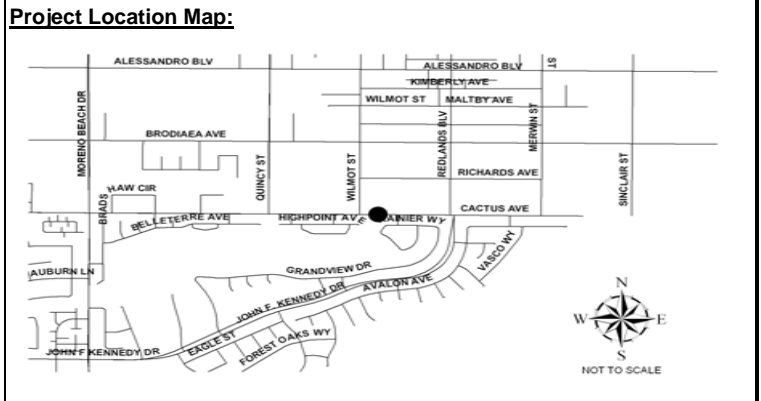 Project Location Map:
ALESSANDRO BLV
ALESSANDRO BLV
ST
KIMBERLY AVE
WILMOT ST
MALTBY AVE
MORENO BEACH DR
BRODIAEA AVE
QUINCY ST
WILMOT ST
REDLANDS BLV
MERWIN ST
SINCLAIR ST
RICHARDS AVE
HAW CIR
BRADS
BELLETERRE AVE
HIGHPOINT AVE
RAINIER WY
CACTUS AVE
VASCO WY
AUBURN LN
GRANDVIEW DR
JOHN F. KENNEDY DR
AVALON AVE
EAGLE ST
FOREST OAKS WY
JOHN F KENNEDY DR
N
W
E
S
NOT TO SCALE